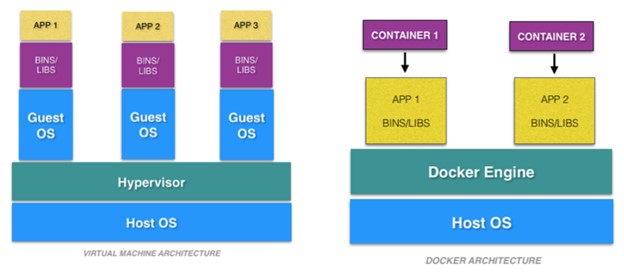 APP 1
APP 2
APP 3
BINS/
LIBS
BINS/
LIBS
BINS/
LIBS
Guest
OS
Guest
OS
Guest
OS
Hypervisor
Host OS
VIRTUAL MACHINE ARCHITECTURE
CONTAINER 1
CONTAINER 2
APP 1
BINS/LIBS
APP 2
BINS/LIBS
Docker Engine
Host OS
DOCKER ARCHITECTURE